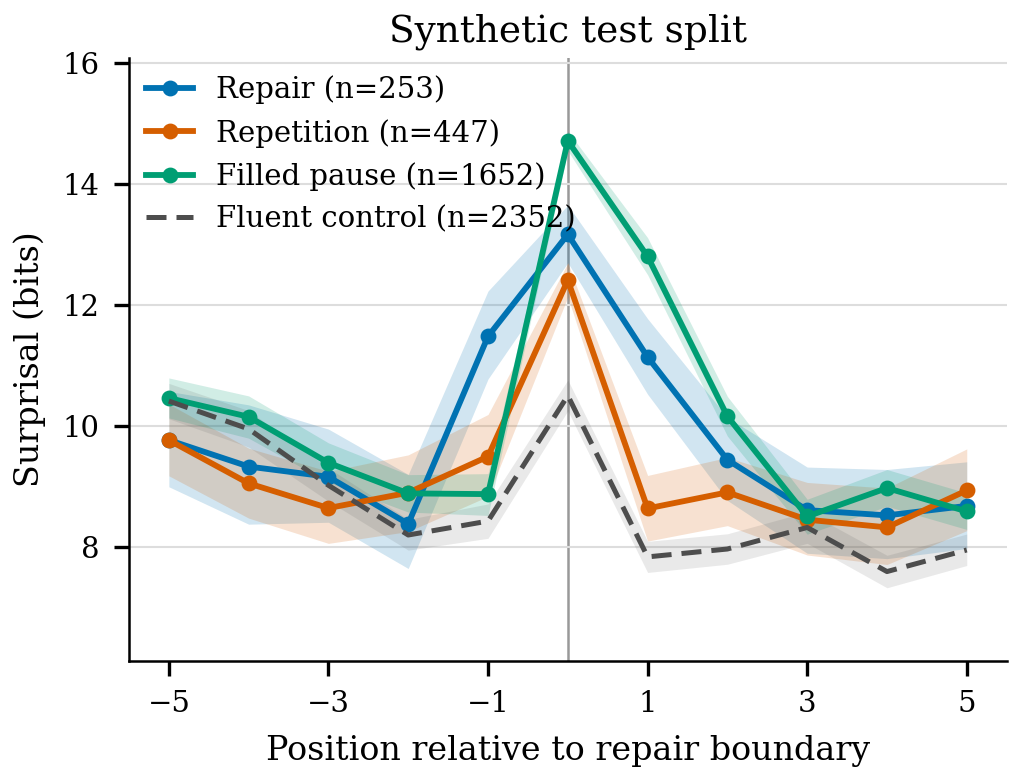 Synthetic test split
16
14
12
10
8
Surprisal (bits)
Repair (n=253)
Repetition (n=447)
Filled pause (n=1652)
Fluent control (n=2352)
−5 −3 −1 1 3 5
Position relative to repair boundary